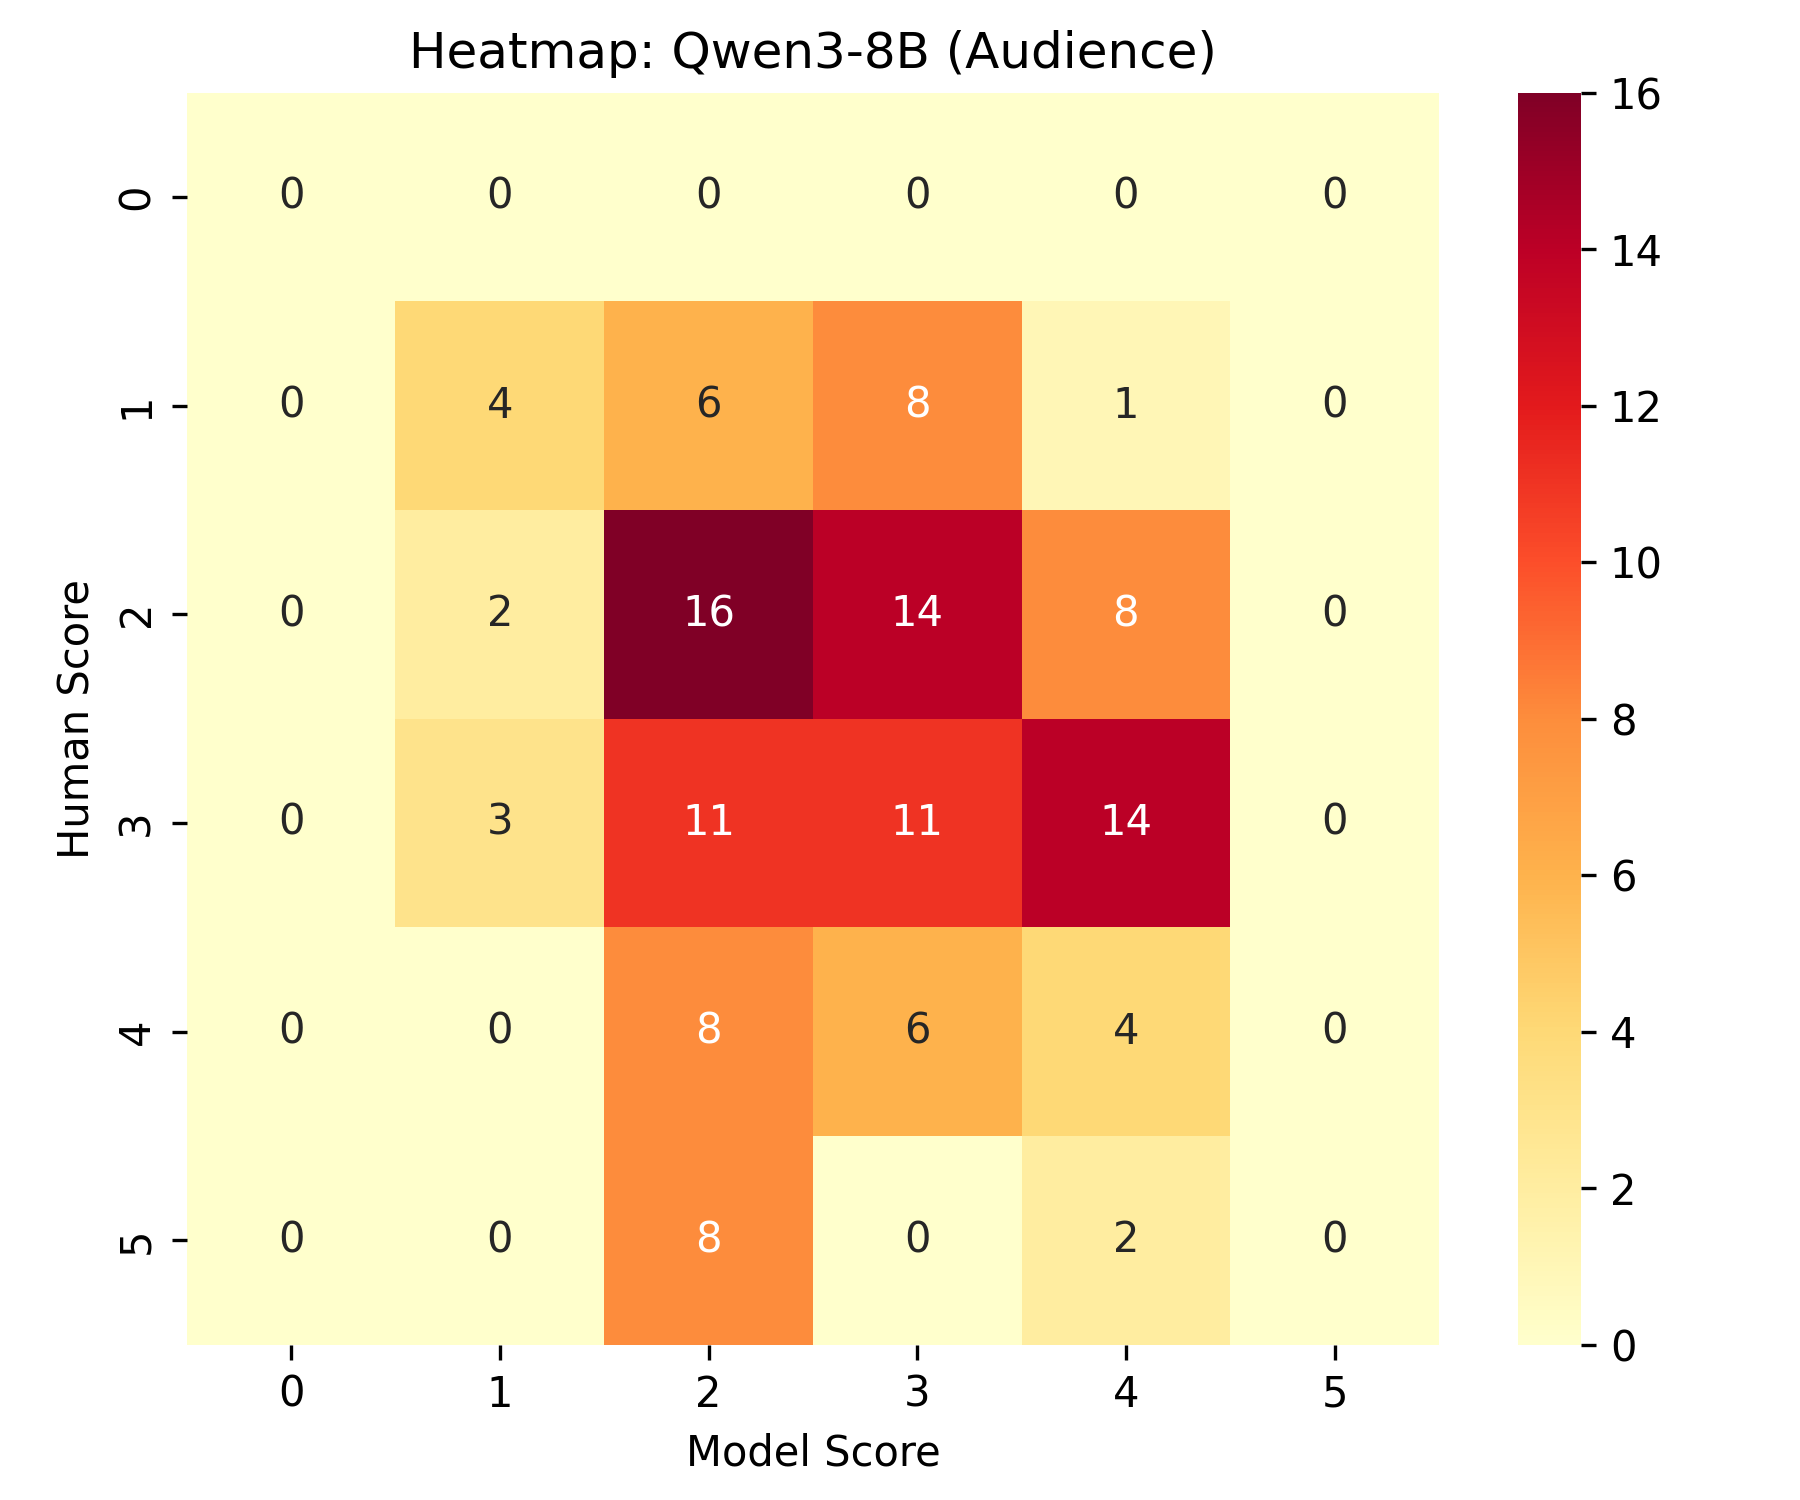 Heatmap: Qwen3-8B (Audience)
0 0 0 0 0 0 0
1 0 4 6 8 1 0
2 0 2 16 14 8 0
3 0 3 11 11 14 0
4 0 0 8 6 4 0
5 0 0 8 0 2 0
0 1 2 3 4 5
Model Score
Human Score
16
14
12
10
8
6
4
2
0